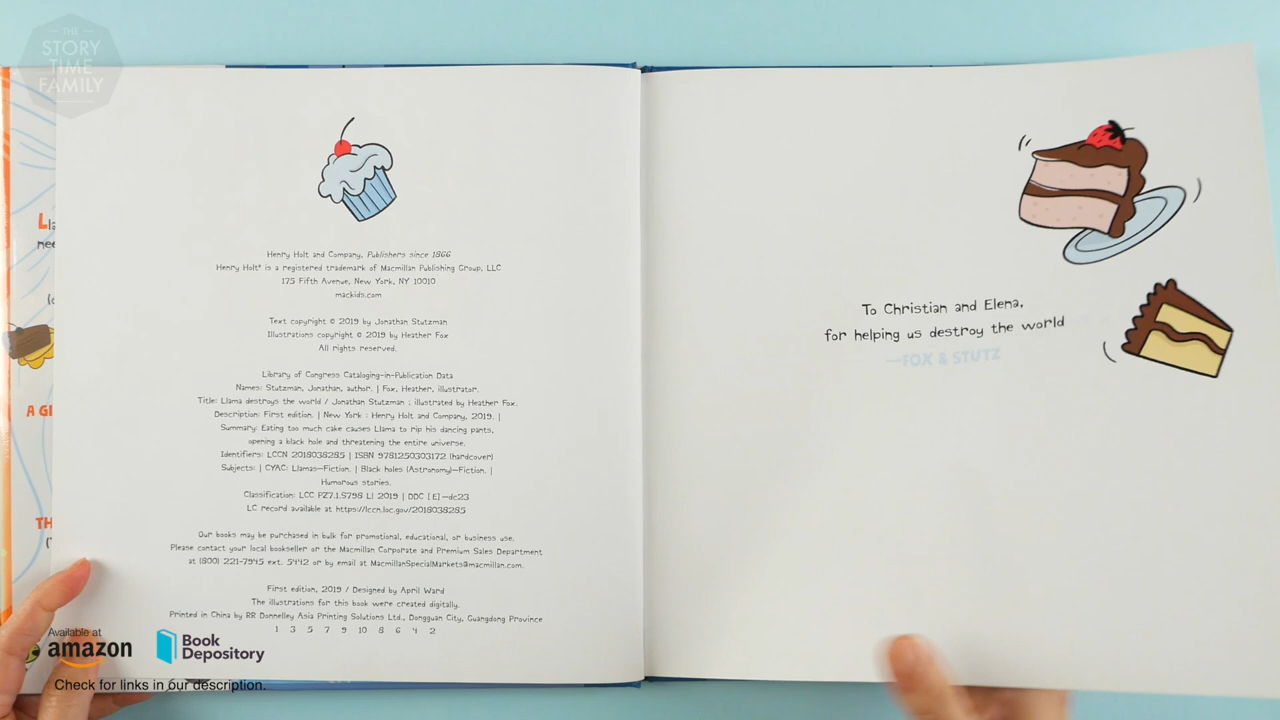 THE
STORY
TIME
FAMILY
nee
A G
TH
Henry Holt and Company, Publishers since 1866
Henry Holt® is a registered trademark of Macmillan Publishing Group, LLC
175 Fifth Avenue, New York, NY 10010
mackids.com
Text copyright © 2019 by Jonathan Stutzman
Illustrations copyright © 2019 by Heather Fox
All rights reserved.
Library of Congress Cataloging-in-Publication Data
Names: Stutzman, Jonathan, author. | Fox, Heather, illustrator.
Title: Llama destroys the world / Jonathan Stutzman ; illustrated by Heather Fox.
Description: First edition. | New York : Henry Holt and Company, 2019. |
Summary: Eating too much cake causes Llama to rip his dancing pants,
opening a black hole and threatening the entire universe.
Identifiers: LCCN 2018038285 | ISBN 9781250303172 (hardcover)
Subjects: | CYAC: Llamas—Fiction. | Black holes (Astronomy)—Fiction. |
Humorous stories.
Classification: LCC PZ7.1.S798 Ll 2019 | DDC [E]—dc23
LC record available at https://lccn.loc.gov/2018038285
Our books may be purchased in bulk for promotional, educational, or business use.
Please contact your local bookseller or the Macmillan Corporate and Premium Sales Department
at (800) 221-7945 ext. 5442 or by email at MacmillanSpecialMarkets@macmillan.com.
First edition, 2019 / Designed by April Ward
The illustrations for this book were created digitally.
Printed in China by RR Donnelley Asia Printing Solutions Ltd., Dongguan City, Guangdong Province
1 3 5 7 9 10 8 6 4 2
To Christian and Elena,
for helping us destroy the world
—FOX & STUTZ
Available at
amazon
Book
Depository
Check for links in our description.